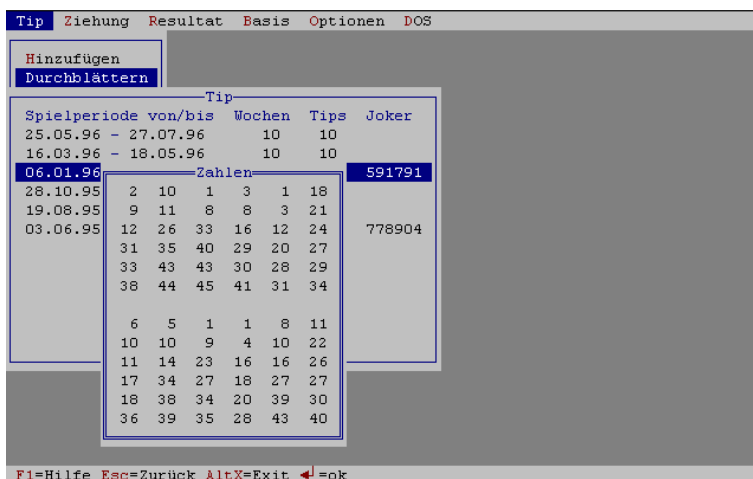 Tip Ziehung Resultat Basis Optionen DOS
Hinzufügen
Durchblättern
Tip
Spielperiode von/bis Wochen Tips Joker
25.05.96 - 27.07.96 10 10
16.03.96 - 18.05.96 10 10
06.01.96 591791
28.10.95
19.08.95
03.06.95 778904
Zahlen
2 10 1 3 1 18
9 11 8 8 3 21
12 26 33 16 12 24
31 35 40 29 20 27
33 43 43 30 28 29
38 44 45 41 31 34
6 5 1 1 8 11
10 10 9 4 10 22
11 14 23 16 16 26
17 34 27 18 27 27
18 38 34 20 39 30
36 39 35 28 43 40
F1=Hilfe Esc=Zurück AltX=Exit ◄┘=ok